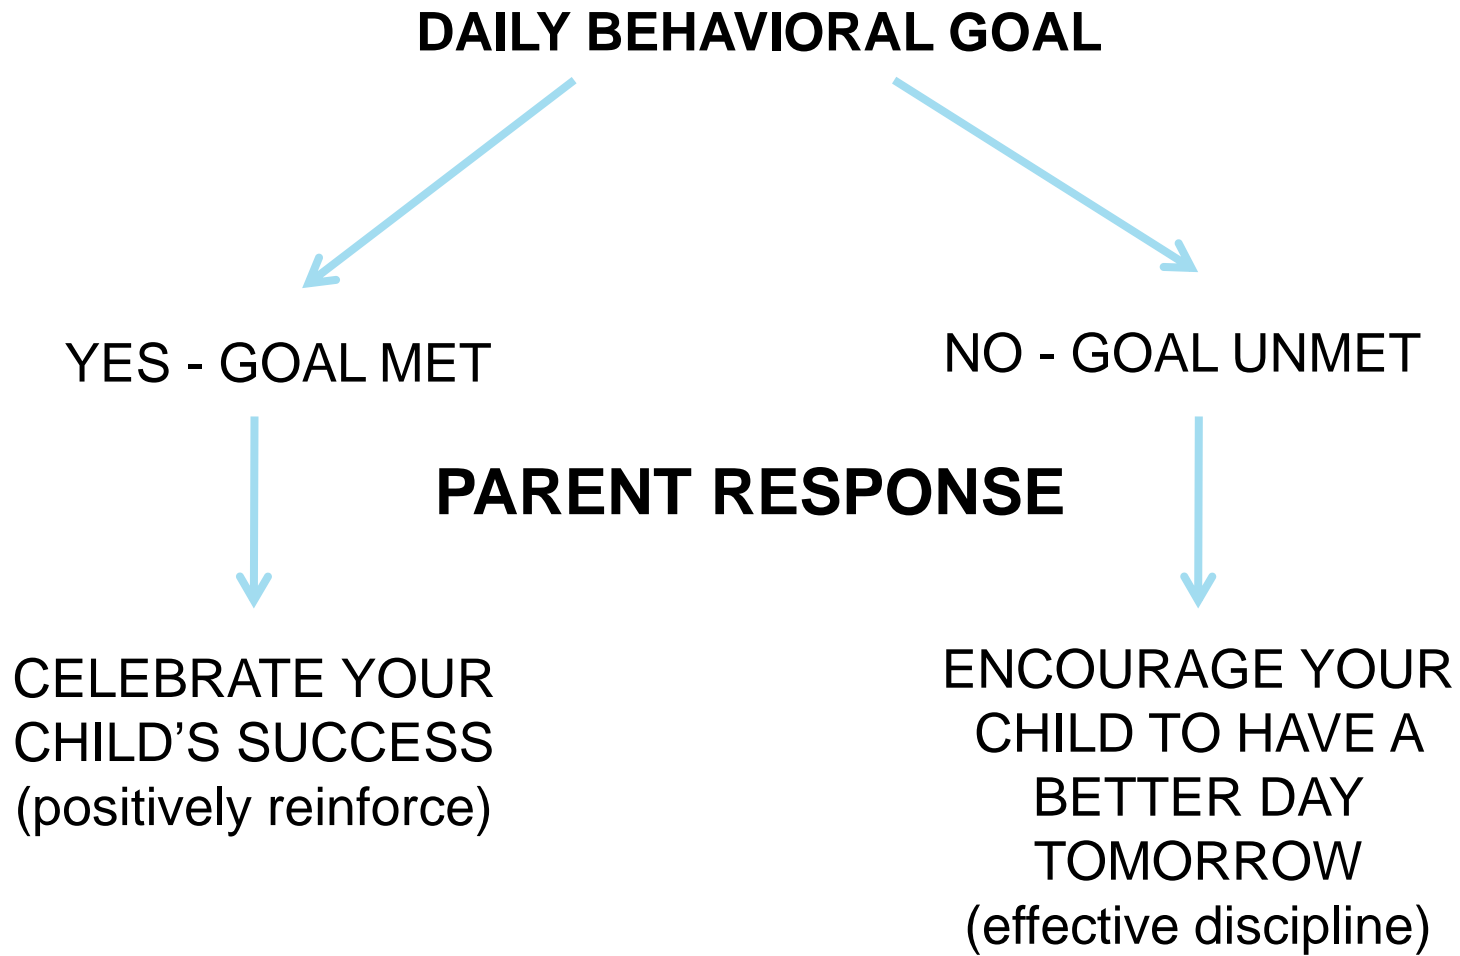 DAILY BEHAVIORAL GOAL
YES - GOAL MET
NO - GOAL UNMET
PARENT RESPONSE
CELEBRATE YOUR
CHILD’S SUCCESS
(positively reinforce)
ENCOURAGE YOUR
CHILD TO HAVE A
BETTER DAY
TOMORROW
(effective discipline)